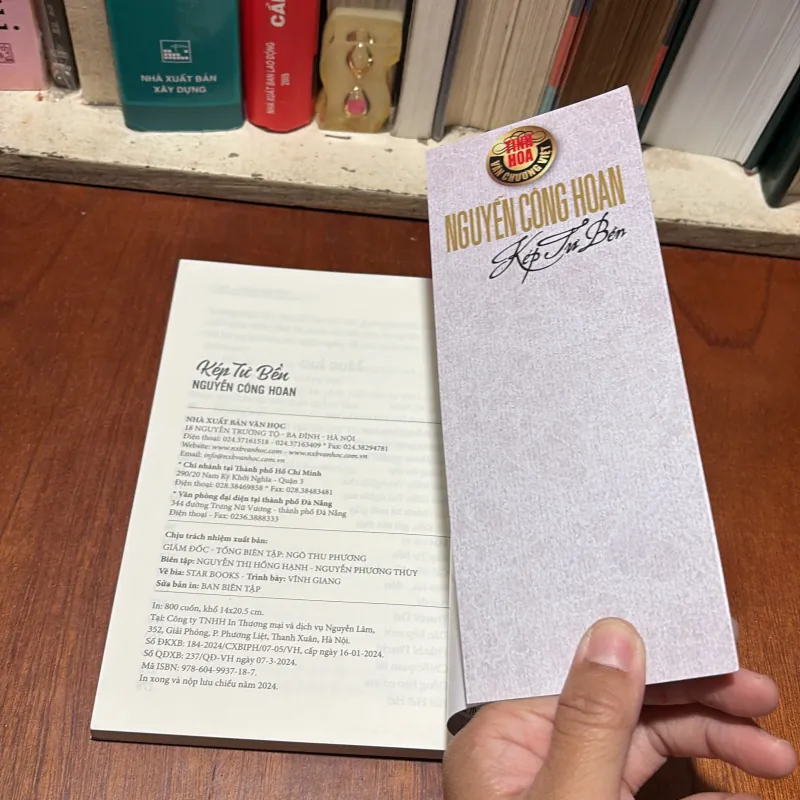 NHÀ XUẤT BẢN
XÂY DỰNG
NHÀ XUẤT BẢN LAO ĐỘNG
2005
TINH
HOA
VĂN CHƯƠNG VIỆT
NGUYỄN CÔNG HOAN
Kép Tư Bền
Kép Tư Bền
NGUYỄN CÔNG HOAN
NHÀ XUẤT BẢN VĂN HỌC
18 NGUYỄN TRƯỜNG TỘ - BA ĐÌNH - HÀ NỘI
Điện thoại: 024.37161518 - 024.37163409 * Fax: 024.38294781
Website: www.nxbvanhoc.com - www.nxbvanhoc.com.vn
Email: info@nxbvanhoc.com.vn
* Chi nhánh tại Thành phố Hồ Chí Minh
290/20 Nam Kỳ Khởi Nghĩa - Quận 3
Điện thoại: 028.38469858 * Fax: 028.38483481
* Văn phòng đại diện tại thành phố Đà Nẵng
344 đường Trưng Nữ Vương - thành phố Đà Nẵng
Điện thoại - Fax: 0236.3888333
Chịu trách nhiệm xuất bản:
GIÁM ĐỐC - TỔNG BIÊN TẬP: NGÔ THU PHƯƠNG
Biên tập: NGUYỄN THỊ HỒNG HẠNH - NGUYỄN PHƯƠNG THÙY
Vẽ bìa: STAR BOOKS - Trình bày: VĨNH GIANG
Sửa bản in: BAN BIÊN TẬP
In: 800 cuốn, khổ 14x20.5 cm.
Tại: Công ty TNHH In Thương mại và dịch vụ Nguyễn Lâm,
352, Giải Phóng, P. Phương Liệt, Thanh Xuân, Hà Nội.
Số ĐKXB: 184-2024/CXBIPH/07-05/VH, cấp ngày 16-01-2024.
Số QĐXB: 237/QĐ-VH ngày 07-3-2024.
Mã ISBN: 978-604-9937-18-7.
In xong và nộp lưu chiểu năm 2024.